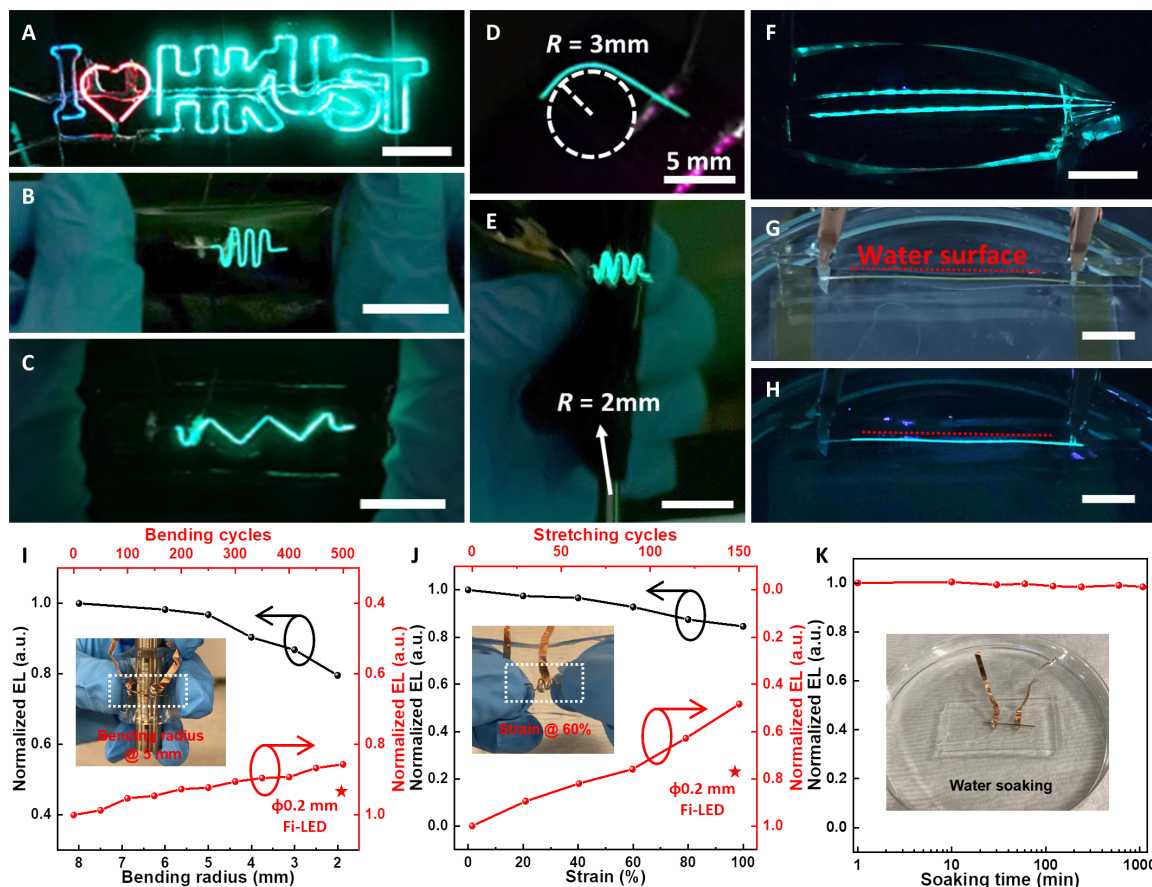 A
I ♥ HKUST
B
C
D
R = 3mm
5 mm
E
R = 2mm
F
G
Water surface
H
I
Bending cycles
0 100 200 300 400 500
Normalized EL (a.u.)
1.0
0.8
0.6
0.4
0.4
0.6
0.8
1.0
Normalized EL (a.u.)
Bending radius
@ 5 mm
ϕ0.2 mm
Fi-LED
8 7 6 5 4 3 2
Bending radius (mm)
J
Stretching cycles
0 50 100 150
Normalized EL (a.u.)
1.0
0.8
0.6
0.4
0.2
0.0
0.0
0.2
0.4
0.6
0.8
1.0
Normalized EL (a.u.)
Strain @ 60%
ϕ0.2 mm
Fi-LED
0 20 40 60 80 100
Strain (%)
K
Normalized EL (a.u.)
1.0
0.8
0.6
0.4
0.2
0.0
Water soaking
1 10 100 1000
Soaking time (min)